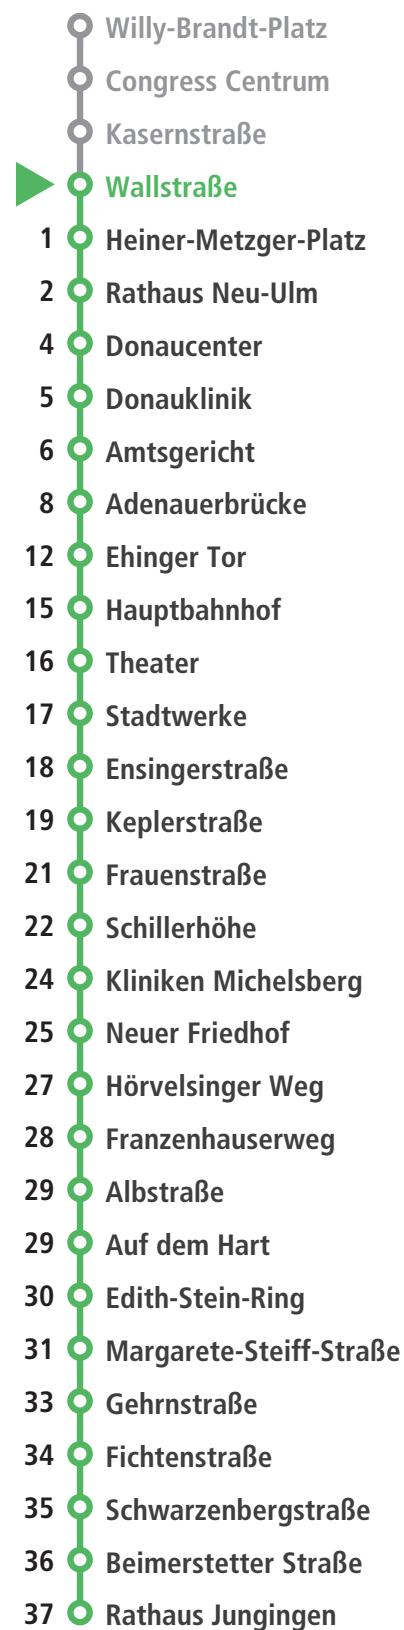 Willy-Brandt-Platz
Congress Centrum
Kasernstraße
Wallstraße
1 Heiner-Metzger-Platz
2 Rathaus Neu-Ulm
4 Donaucenter
5 Donauklinik
6 Amtsgericht
8 Adenauerbrücke
12 Ehinger Tor
15 Hauptbahnhof
16 Theater
17 Stadtwerke
18 Ensingerstraße
19 Keplerstraße
21 Frauenstraße
22 Schillerhöhe
24 Kliniken Michelsberg
25 Neuer Friedhof
27 Hörvelsinger Weg
28 Franzenhauserweg
29 Albstraße
29 Auf dem Hart
30 Edith-Stein-Ring
31 Margarete-Steiff-Straße
33 Gehrnstraße
34 Fichtenstraße
35 Schwarzenbergstraße
36 Beimerstetter Straße
37 Rathaus Jungingen